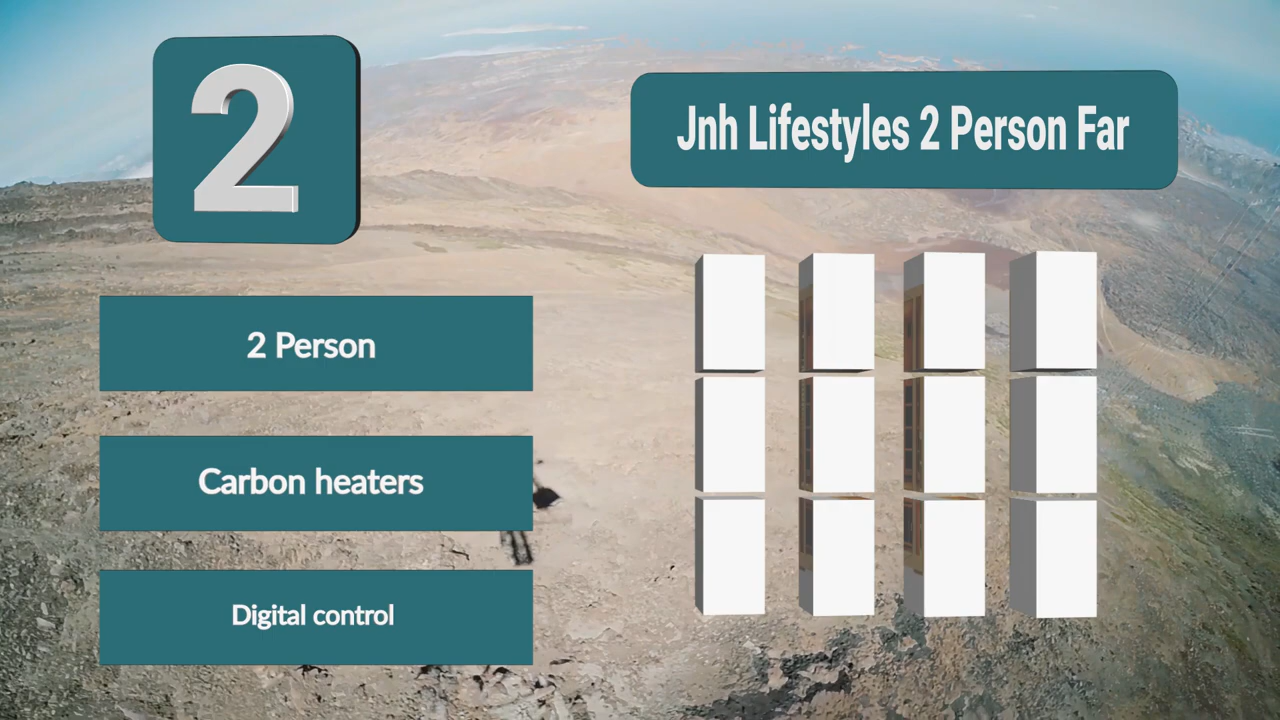 2
Jnh Lifestyles 2 Person Far
2 Person
Carbon heaters
Digital control